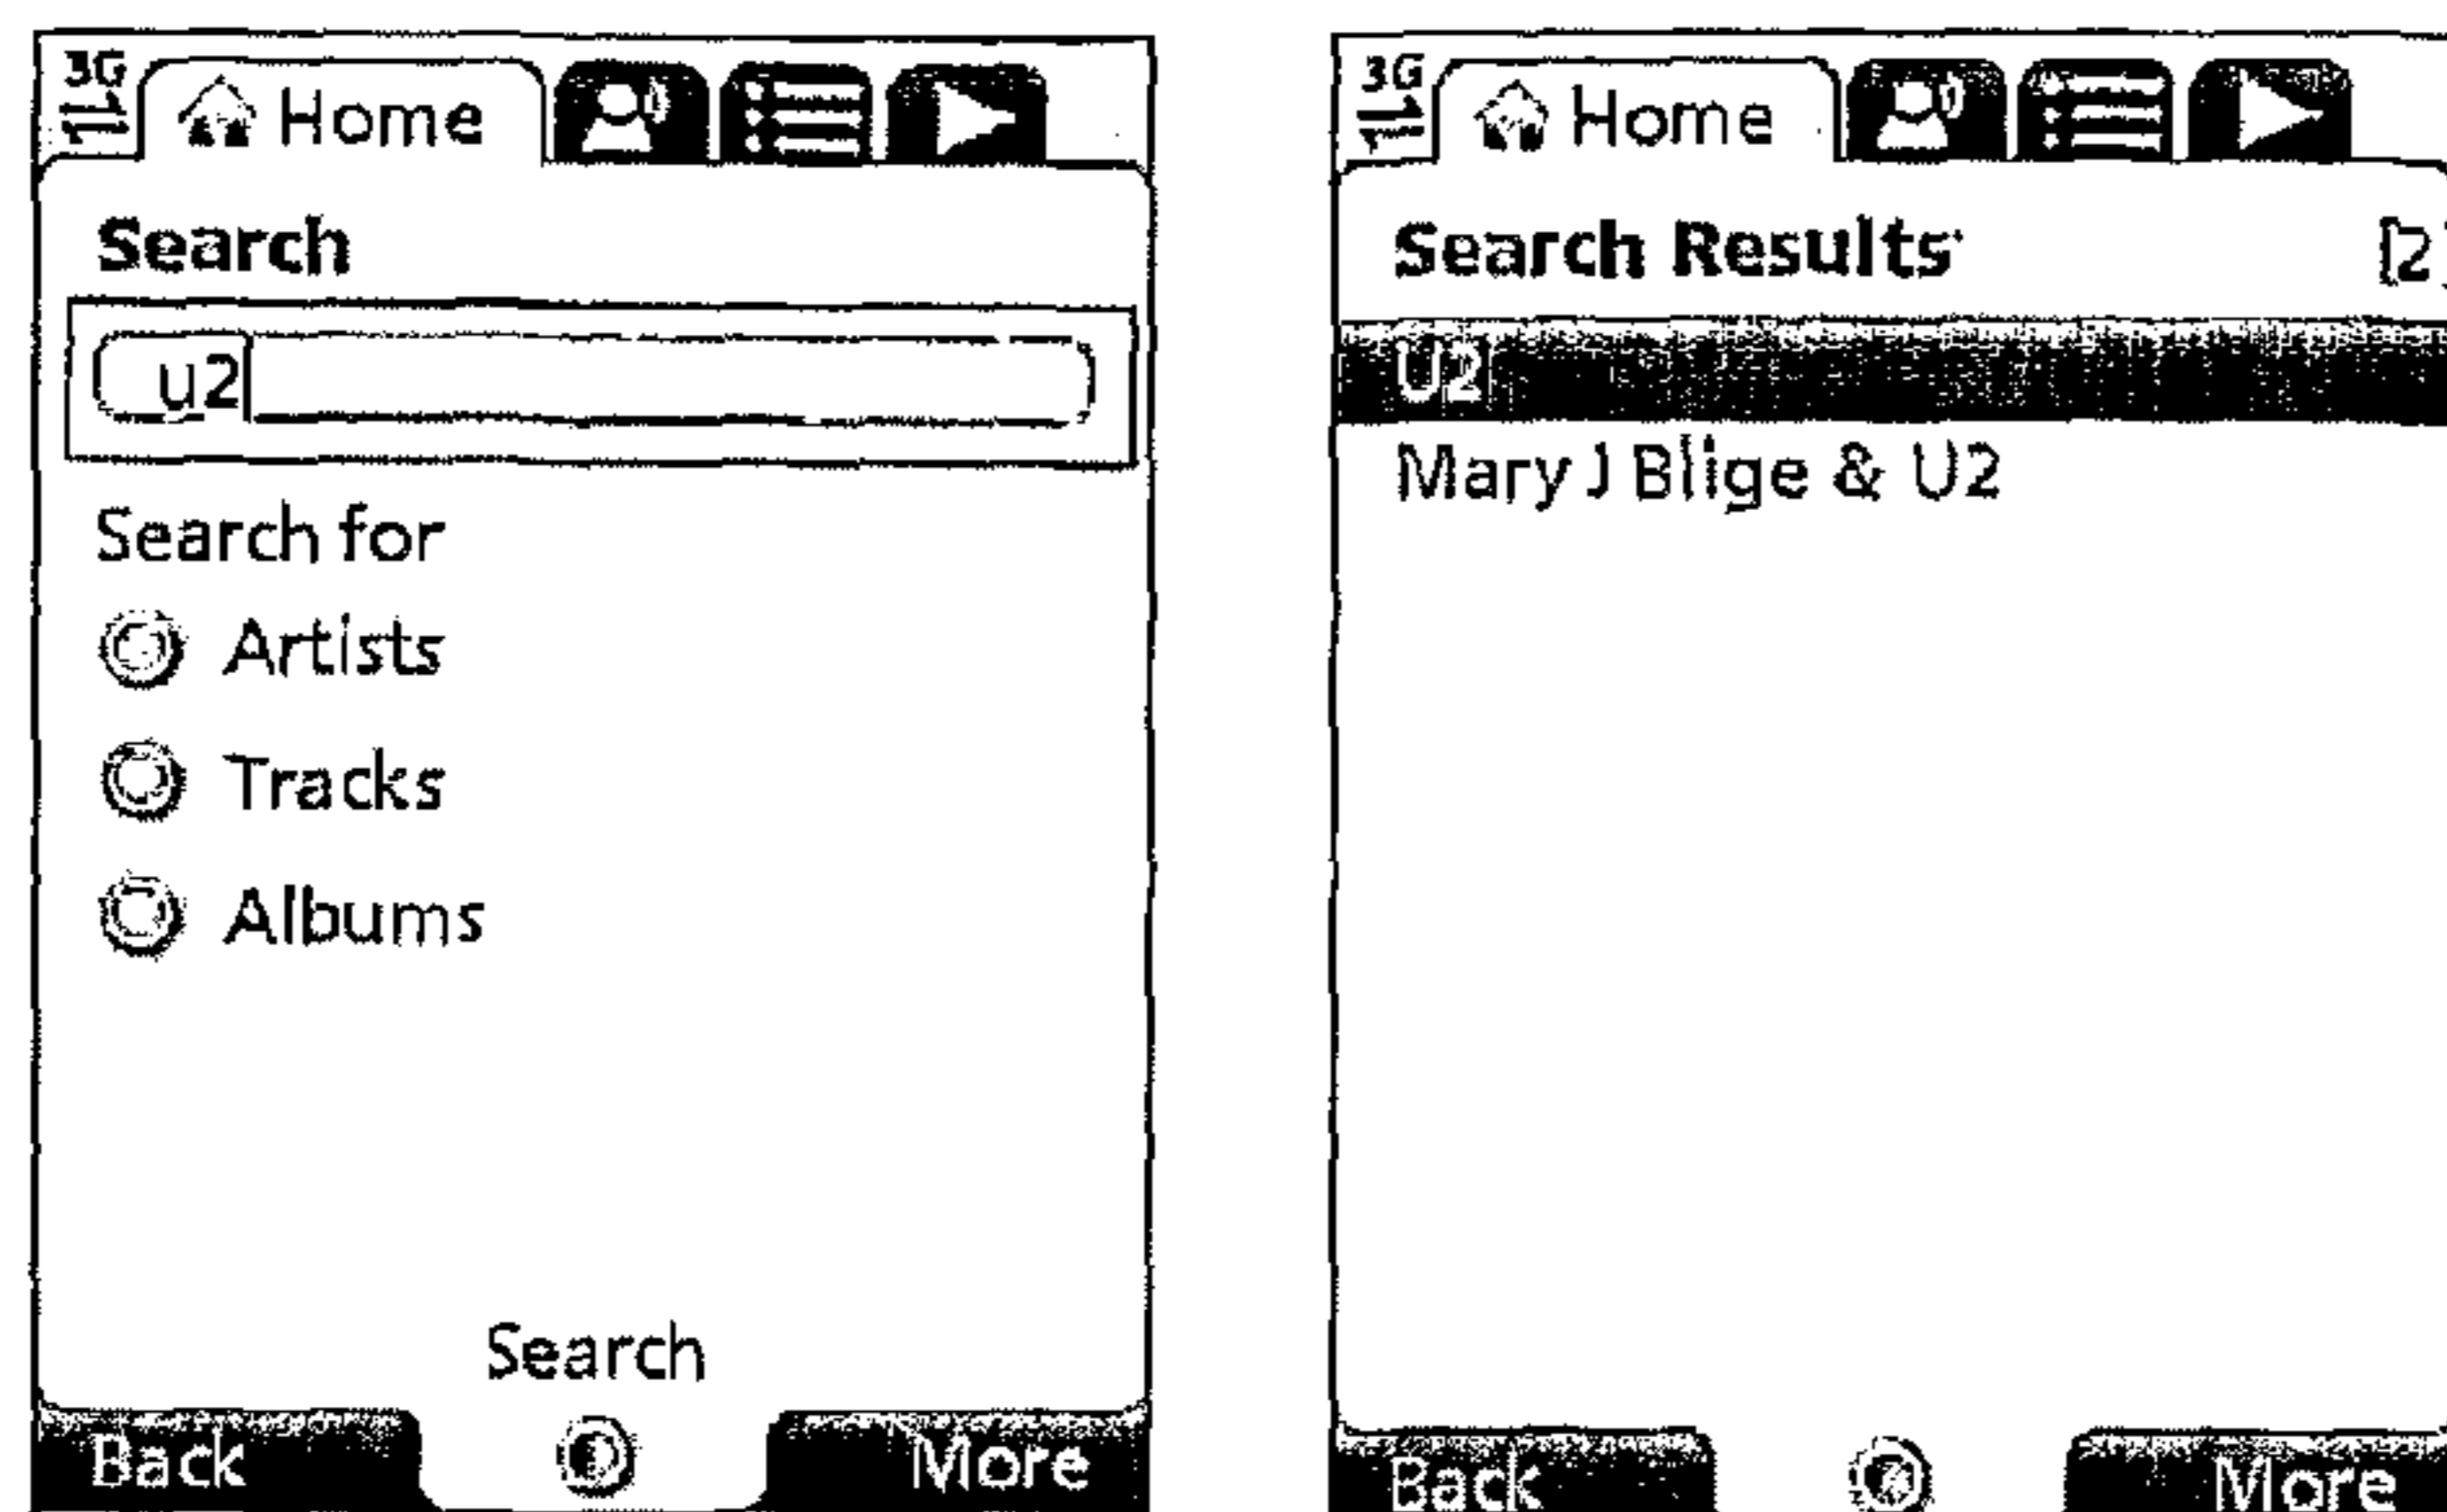 3G
Home
Search
u2
Search for
Artists
Tracks
Albums
Search
Back
More
3G
Home
Search Results
U2
Mary J Blige & U2
Back
More